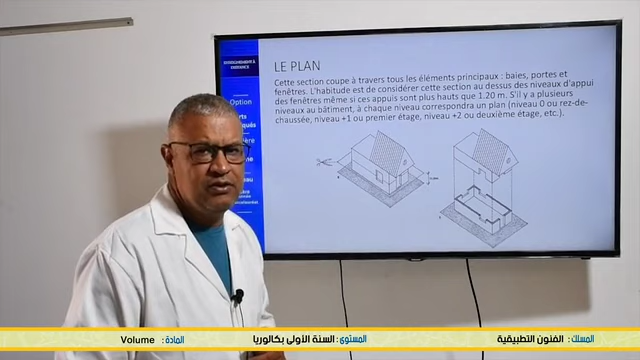 LE PLAN
Cette section coupe à travers tous les éléments principaux : baies, portes et
fenêtres. L'habitude est de considérer cette section au dessus des niveaux d'appui
des fenêtres même si ces appuis sont plus hauts que 1.20 m. S'il y a plusieurs
niveaux au bâtiment, à chaque niveau correspondra un plan (niveau 0 ou rez-de-
chaussée, niveau +1 ou premier étage, niveau +2 ou deuxième étage, etc.).
Option
المسلك : الفنون التطبيقية
المستوى : السنة الأولى بكالوريا
المادة : Volume